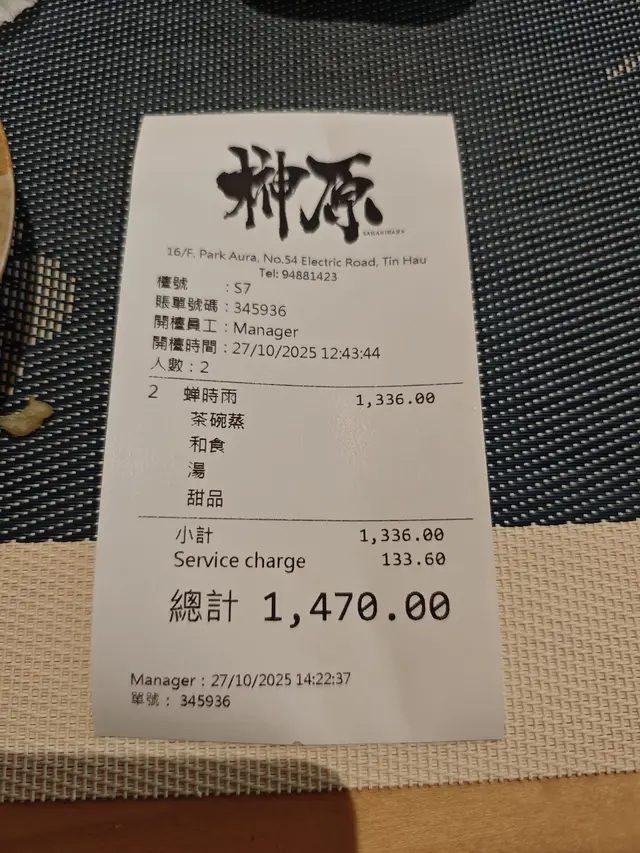 榊原
SAKAKIBARA
16/F. Park Aura, No.54 Electric Road, Tin Hau
Tel: 94881423
檯號 : S7
賬單號碼 : 345936
開檯員工 : Manager
開檯時間 : 27/10/2025 12:43:44
人數 : 2
2 蟬時雨 1,336.00
茶碗蒸
和食
湯
甜品
小計 1,336.00
Service charge 133.60
總計 1,470.00
Manager : 27/10/2025 14:22:37
單號 : 345936